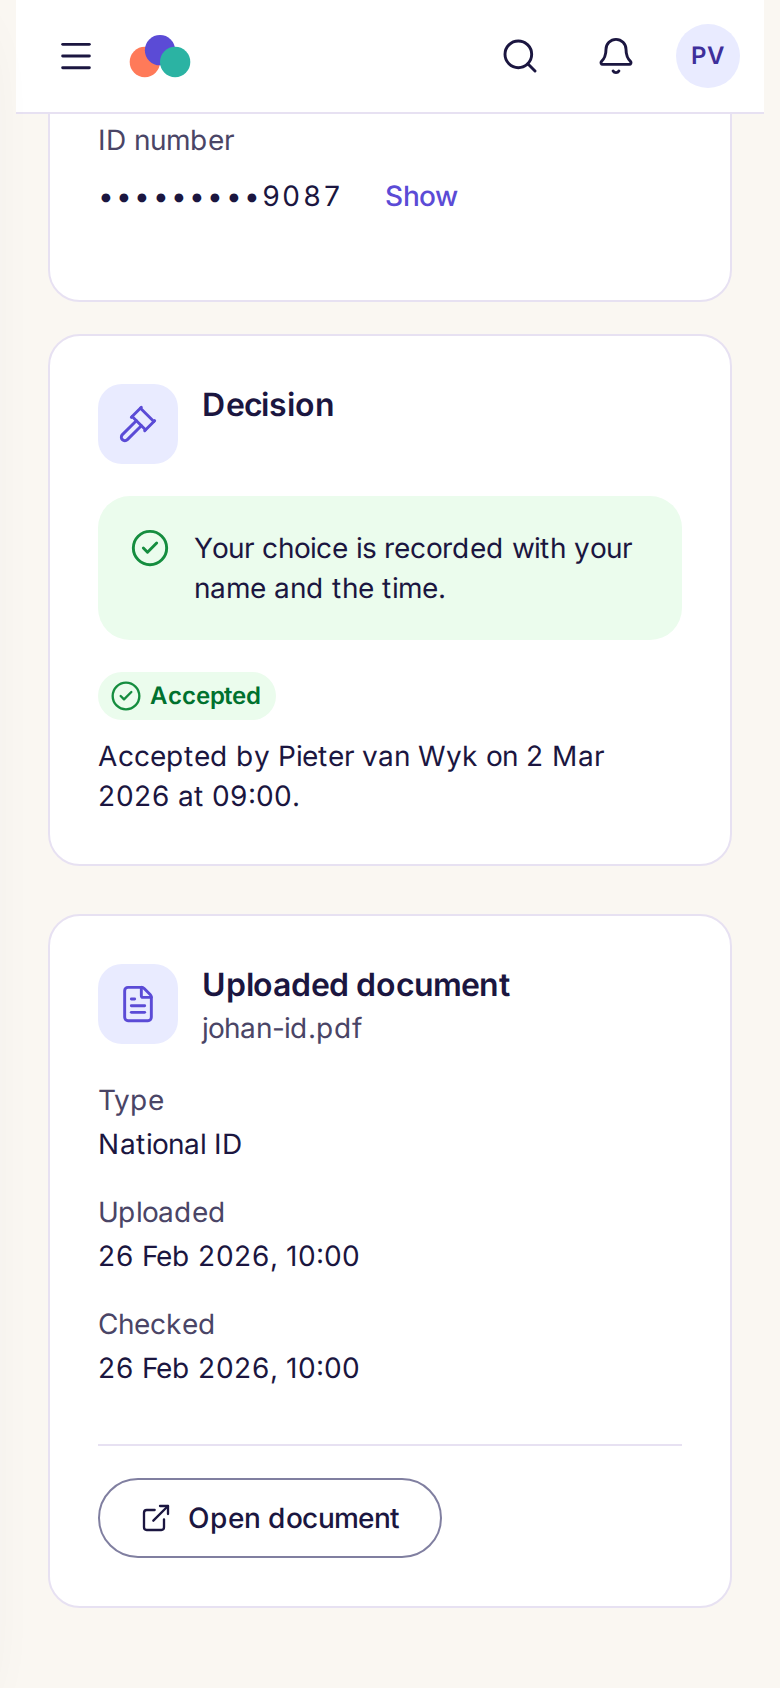 PV
ID number
•••••••••9087 Show
Decision
Your choice is recorded with your
name and the time.
Accepted
Accepted by Pieter van Wyk on 2 Mar
2026 at 09:00.
Uploaded document
johan-id.pdf
Type
National ID
Uploaded
26 Feb 2026, 10:00
Checked
26 Feb 2026, 10:00
Open document